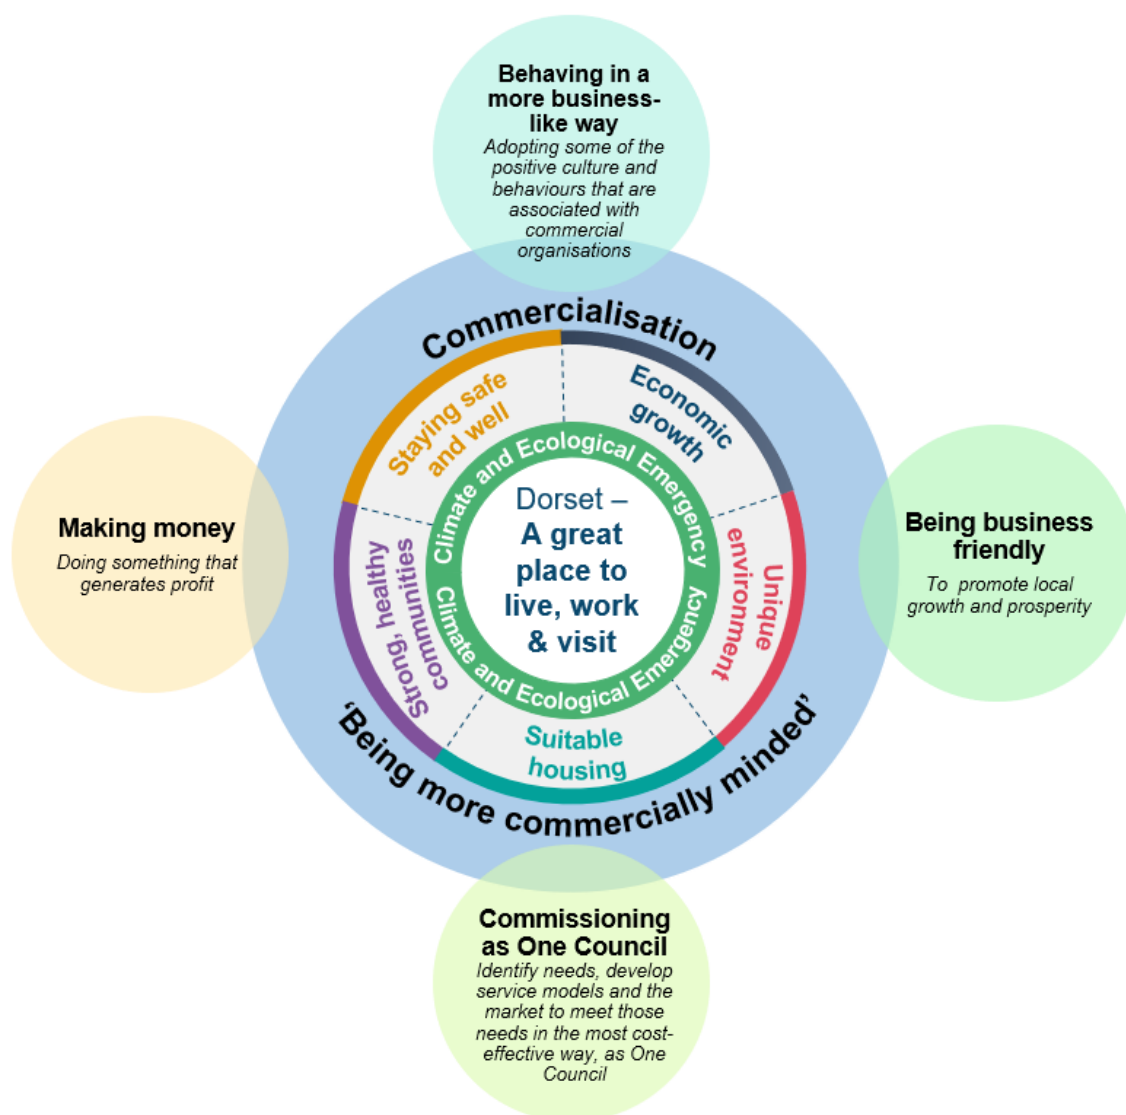 Behaving in a
more business-
like way
Adopting some of the
positive culture and
behaviours that are
associated with
commercial
organisations
Commercialisation
Staying safe
and well
Economic
growth
Climate and Ecological Emergency
Dorset –
A great
place to
live, work
& visit
Making money
Doing something that
generates profit
Being business
friendly
To  promote local
growth and prosperity
Strong, healthy
communities
Unique
environment
Climate and Ecological Emergency
Suitable
housing
‘Being more commercially minded’
Commissioning
as One Council
Identify needs, develop
service models and the
market to meet those
needs in the most cost-
effective way, as One
Council